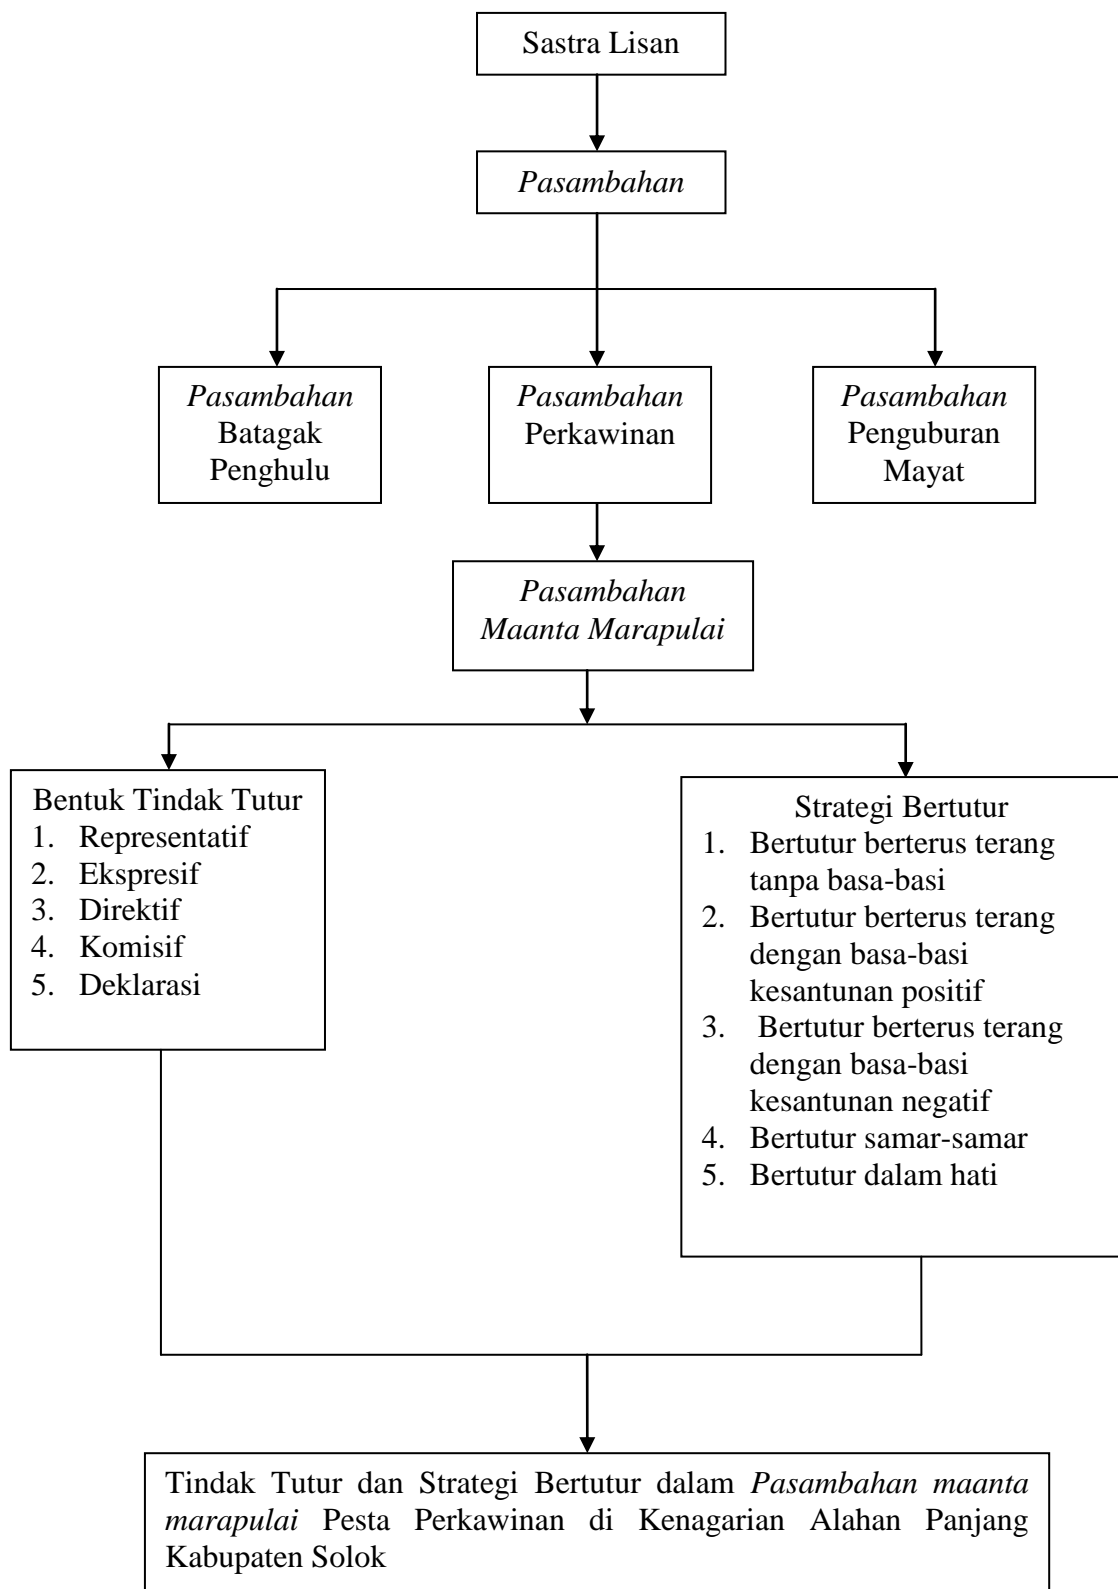 Sastra Lisan
Pasambahan
Pasambahan
Batagak
Penghulu
Pasambahan
Perkawinan
Pasambahan
Penguburan
Mayat
Pasambahan
Maanta Marapulai
Bentuk Tindak Tutur
1. Representatif
2. Ekspresif
3. Direktif
4. Komisif
5. Deklarasi
Strategi Bertutur
1. Bertutur berterus terang
tanpa basa-basi
2. Bertutur berterus terang
dengan basa-basi
kesantunan positif
3. Bertutur berterus terang
dengan basa-basi
kesantunan negatif
4. Bertutur samar-samar
5. Bertutur dalam hati
Tindak Tutur dan Strategi Bertutur dalam Pasambahan maanta
marapulai Pesta Perkawinan di Kenagarian Alahan Panjang
Kabupaten Solok